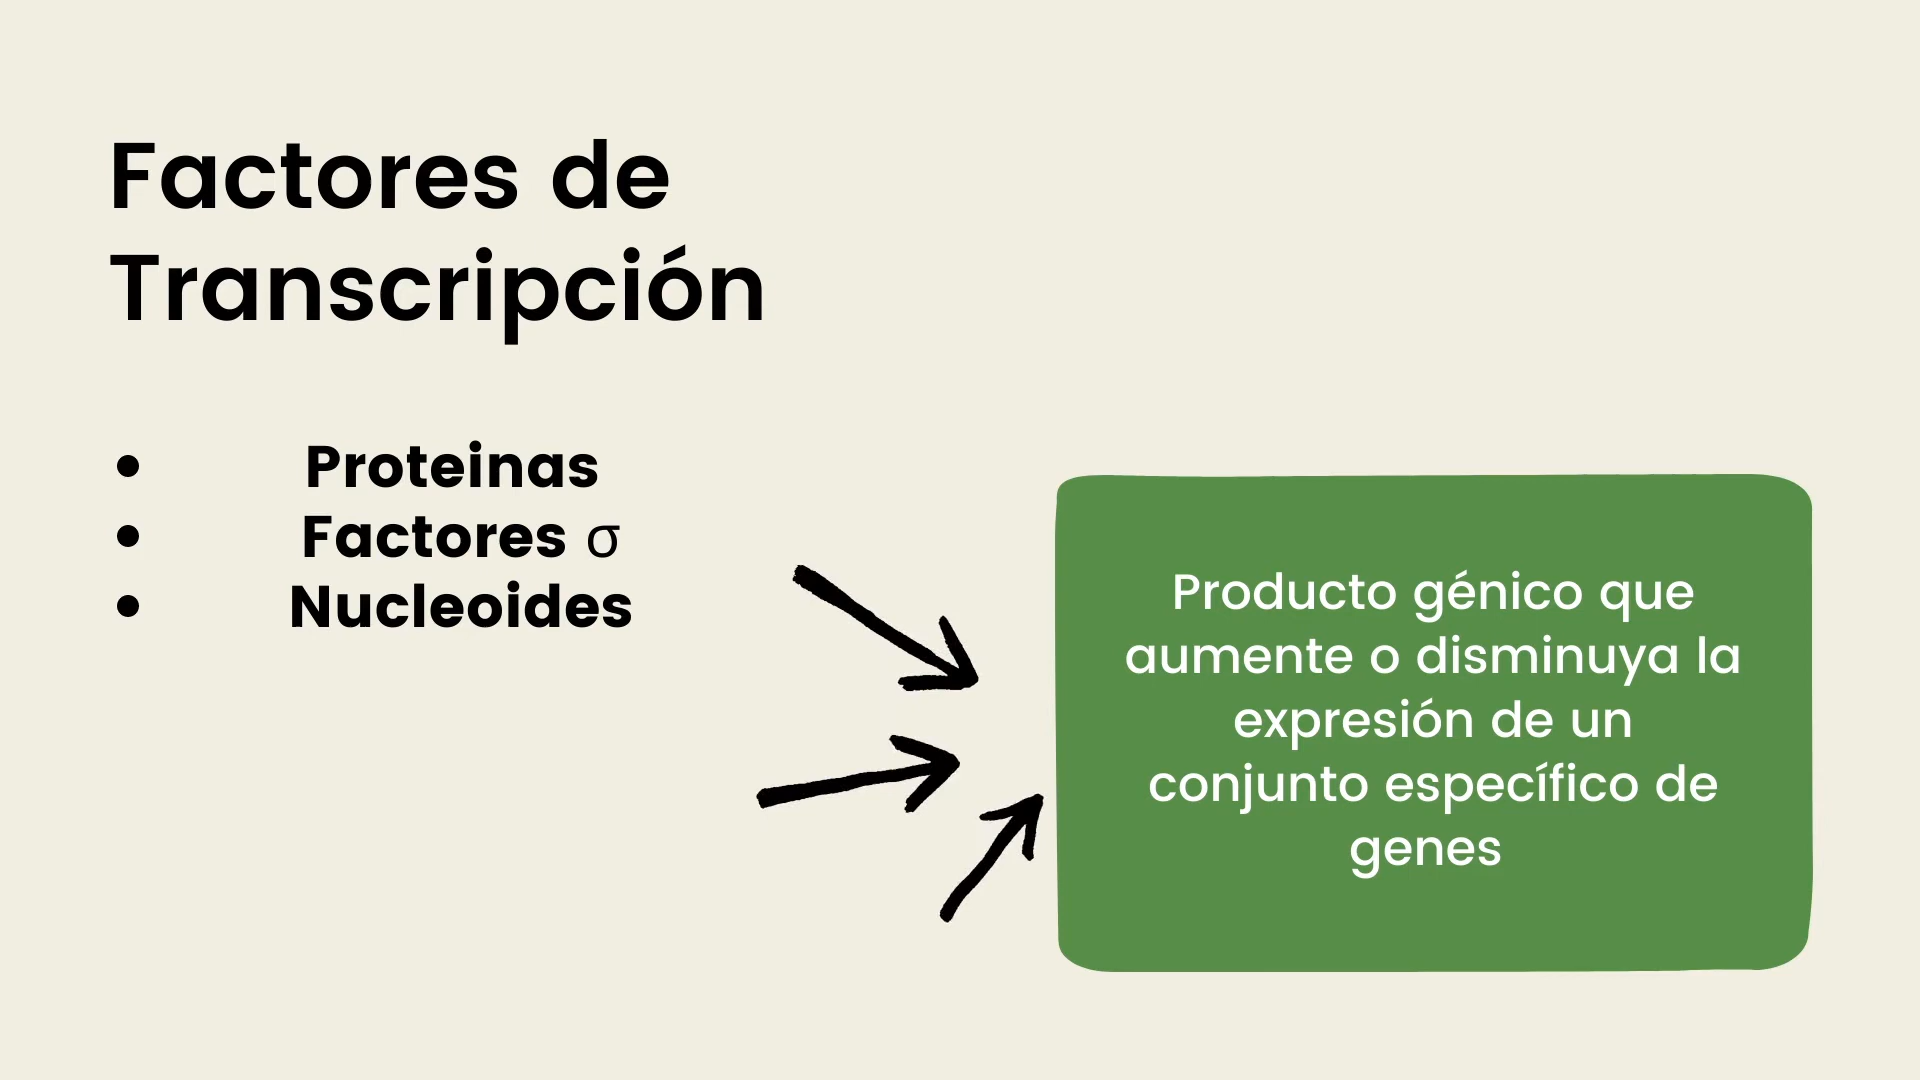 Factores de
Transcripción
• Proteinas
• Factores σ
• Nucleoides
Producto génico que
aumente o disminuya la
expresión de un
conjunto específico de
genes